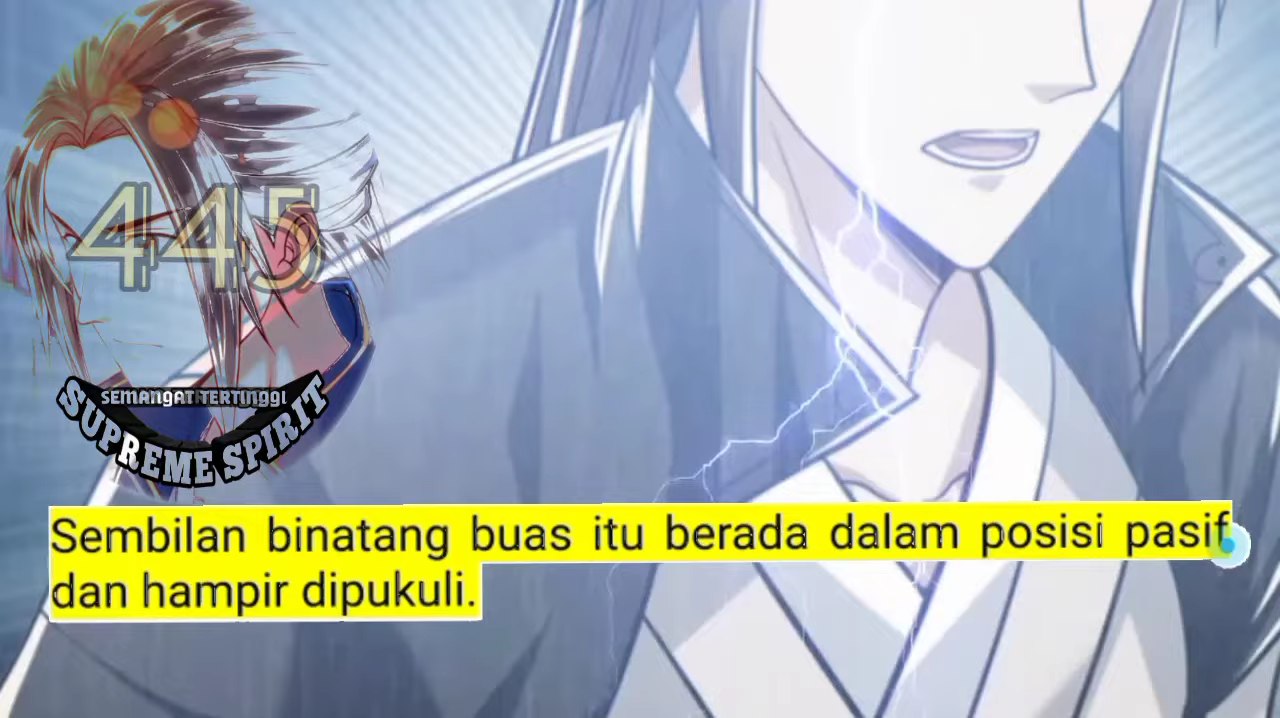 445
SEMANGAT TERTINGGI
SUPREME SPIRIT
Sembilan binatang buas itu berada dalam posisi pasif
dan hampir dipukuli.